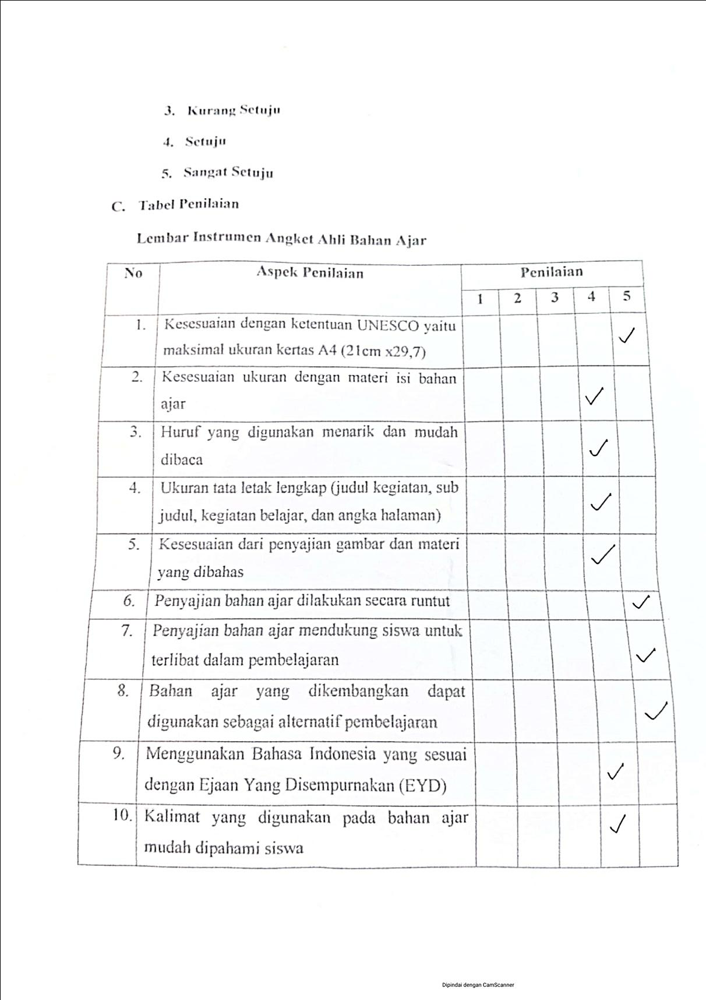 3. Kurang Setuju
4. Setuju
5. Sangat Setuju
C. Tabel Penilaian
Lembar Instrumen Angket Ahli Bahan Ajar
No Aspek Penilaian Penilaian
1 2 3 4 5
1. Kesesuaian dengan ketentuan UNESCO yaitu
maksimal ukuran kertas A4 (21cm x29,7)
✓
2. Kesesuaian ukuran dengan materi isi bahan
ajar
✓
3. Huruf yang digunakan menarik dan mudah
dibaca
✓
4. Ukuran tata letak lengkap (judul kegiatan, sub
judul, kegiatan belajar, dan angka halaman)
✓
5. Kesesuaian dari penyajian gambar dan materi
yang dibahas
✓
6. Penyajian bahan ajar dilakukan secara runtut ✓
7. Penyajian bahan ajar mendukung siswa untuk
terlibat dalam pembelajaran
✓
8. Bahan ajar yang dikembangkan dapat
digunakan sebagai alternatif pembelajaran
✓
9. Menggunakan Bahasa Indonesia yang sesuai
dengan Ejaan Yang Disempurnakan (EYD)
✓
10. Kalimat yang digunakan pada bahan ajar
mudah dipahami siswa
✓
Dipindai dengan CamScanner